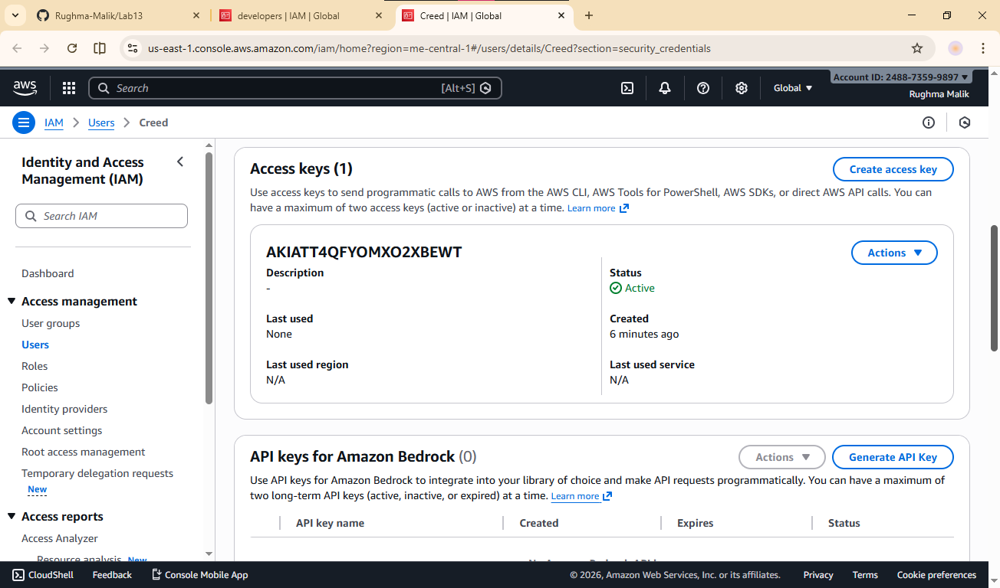 Rughma-Malik/Lab13
developers | IAM | Global
Creed | IAM | Global
us-east-1.console.aws.amazon.com/iam/home?region=me-central-1#/users/details/Creed?section=security_credentials
aws
Search
[Alt+S]
Global
Account ID: 2488-7359-9897
Rughma Malik
IAM
Users
Creed
Identity and Access
Management (IAM)
Search IAM
Dashboard
Access management
User groups
Users
Roles
Policies
Identity providers
Account settings
Root access management
Temporary delegation requests
New
Access reports
Access Analyzer
Resource analysis New
Access keys (1)
Create access key
Use access keys to send programmatic calls to AWS from the AWS CLI, AWS Tools for PowerShell, AWS SDKs, or direct AWS API calls. You can
have a maximum of two access keys (active or inactive) at a time. Learn more
AKIATT4QFYOMXO2XBEWT
Actions
Description
-
Status
Active
Last used
None
Created
6 minutes ago
Last used region
N/A
Last used service
N/A
API keys for Amazon Bedrock (0)
Actions
Generate API Key
Use API keys for Amazon Bedrock to integrate into your library of choice and make API requests programmatically. You can have a maximum of
two long-term API keys (active, inactive, or expired) at a time. Learn more
API key name
Created
Expires
Status
CloudShell
Feedback
Console Mobile App
© 2026, Amazon Web Services, Inc. or its affiliates.
Privacy
Terms
Cookie preferences